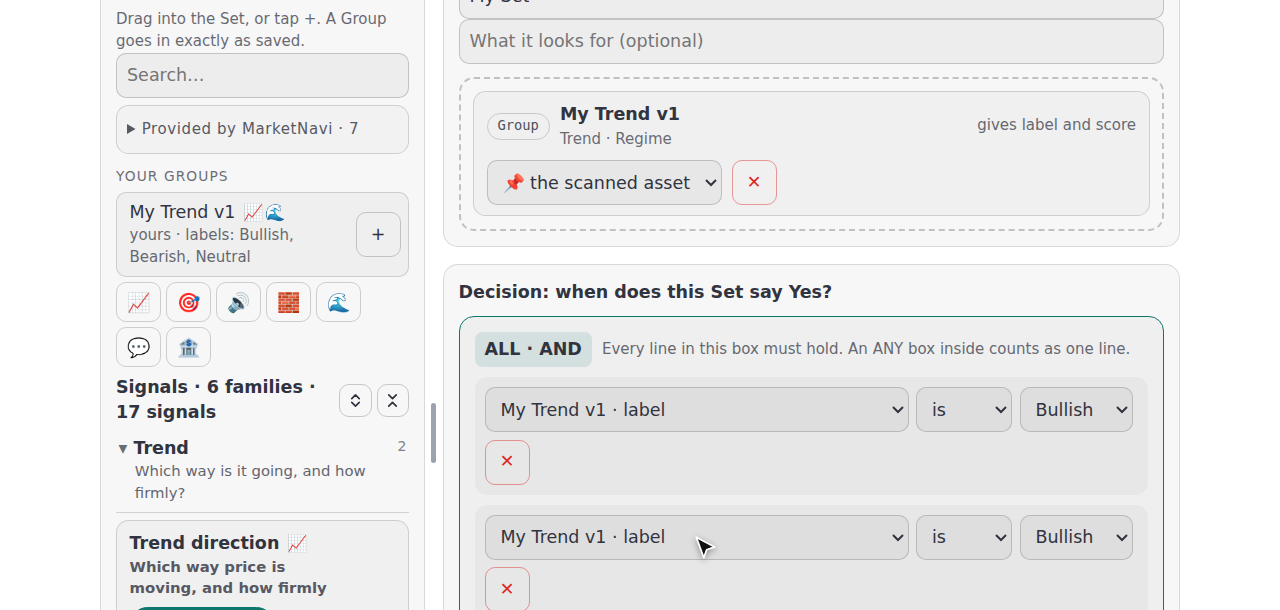 Drag into the Set, or tap +. A Group
goes in exactly as saved.
Search...
▶ Provided by MarketNavi · 7
YOUR GROUPS
My Trend v1 📈🌊
yours · labels: Bullish,
Bearish, Neutral
+
Signals · 6 families ·
17 signals
▼ Trend
2
Which way is it going, and how
firmly?
Trend direction 📈
Which way price is
moving, and how firmly
What it looks for (optional)
Group
My Trend v1
Trend · Regime
gives label and score
📌 the scanned asset
✕
Decision: when does this Set say Yes?
ALL · AND
Every line in this box must hold. An ANY box inside counts as one line.
My Trend v1 · label
is
Bullish
✕
My Trend v1 · label
is
Bullish
✕